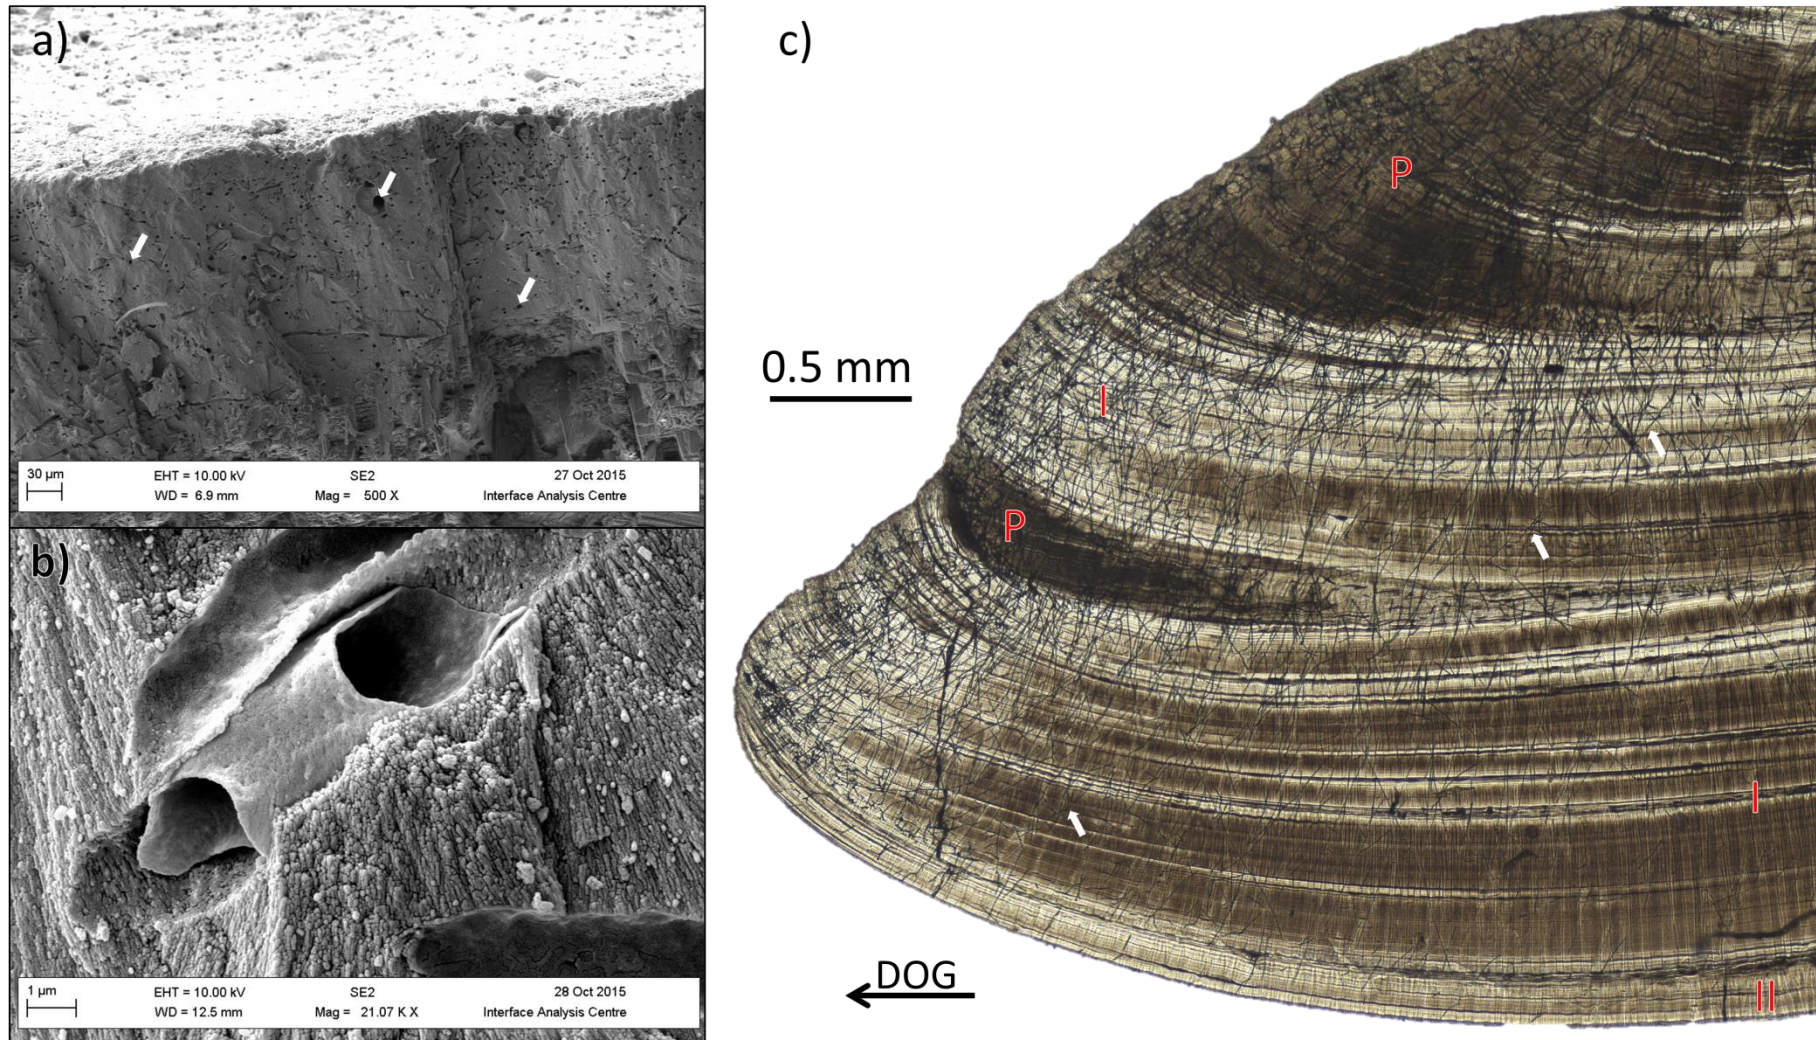 a)
30 µm
EHT = 10.00 kV
SE2
27 Oct 2015
WD = 6.9 mm
Mag = 500 X
Interface Analysis Centre
b)
1 µm
EHT = 10.00 kV
SE2
28 Oct 2015
WD = 12.5 mm
Mag = 21.07 K X
Interface Analysis Centre
c)
P
0.5 mm
I
P
I
DOG
II